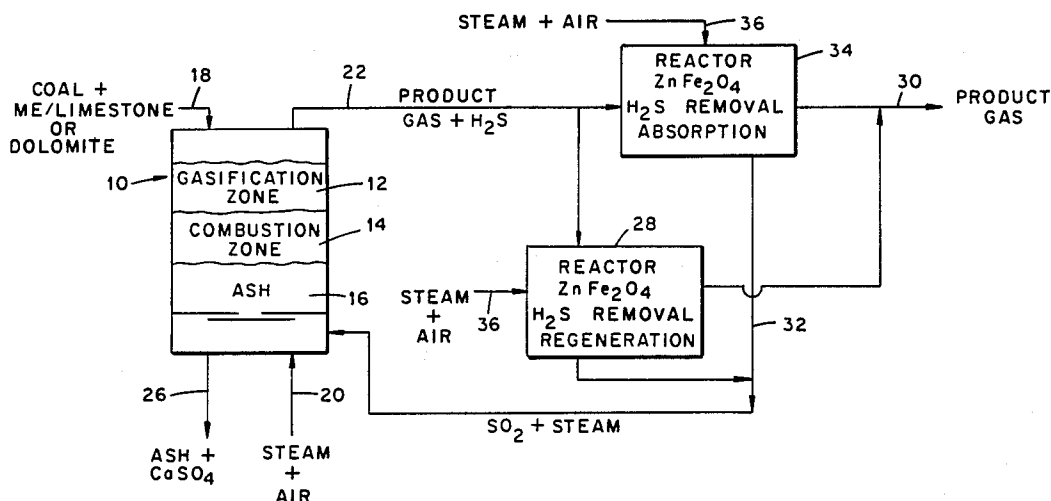 STEAM + AIR
36
34
REACTOR
ZnFe2O4
H2S REMOVAL
ABSORPTION
30
PRODUCT
GAS
COAL +
ME/LIMESTONE
OR
DOLOMITE
18
22
PRODUCT
GAS + H2S
10
GASIFICATION
ZONE
12
COMBUSTION
ZONE
14
ASH
16
28
REACTOR
ZnFe2O4
H2S REMOVAL
REGENERATION
STEAM
+
AIR
36
32
SO2 + STEAM
26
20
ASH +
CaSO4
STEAM
+
AIR